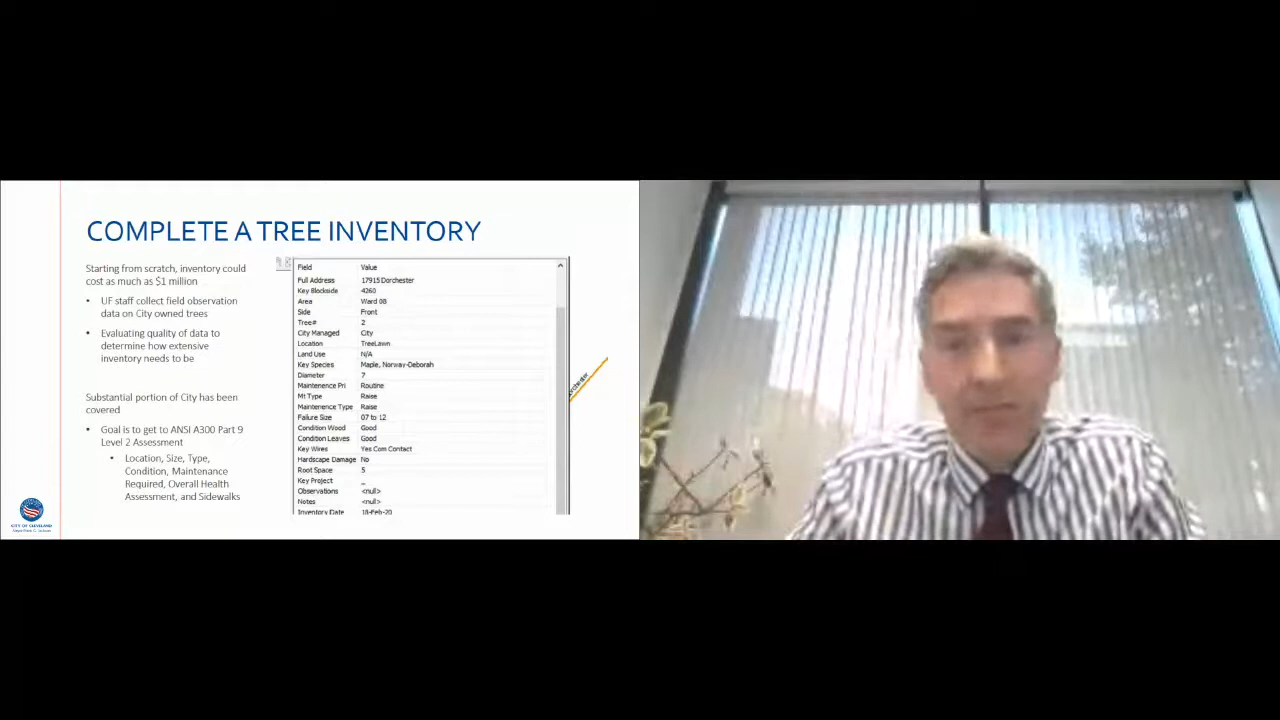 COMPLETE A TREE INVENTORY
Starting from scratch, inventory could
cost as much as $1 million
• UF staff collect field observation
data on City owned trees
• Evaluating quality of data to
determine how extensive
inventory needs to be
Substantial portion of City has been
covered
• Goal is to get to ANSI A300 Part 9
Level 2 Assessment
• Location, Size, Type,
Condition, Maintenance
Required, Overall Health
Assessment, and Sidewalks
Field Value
Full Address 17915 Dorchester
Key Blockside 4260
Area Ward 08
Side Front
Tree# 2
City Managed City
Location TreeLawn
Land Use N/A
Key Species Maple, Norway-Deborah
Diameter 7
Maintenence Pri Routine
Mt Type Raise
Maintenence Type Raise
Failure Size 07 to 12
Condition Wood Good
Condition Leaves Good
Key Wires Yes Com Contact
Hardscape Damage No
Root Space 5
Key Project _
Observations <null>
Notes <null>
Inventory Date 18-Feb-20
CITY OF CLEVELAND